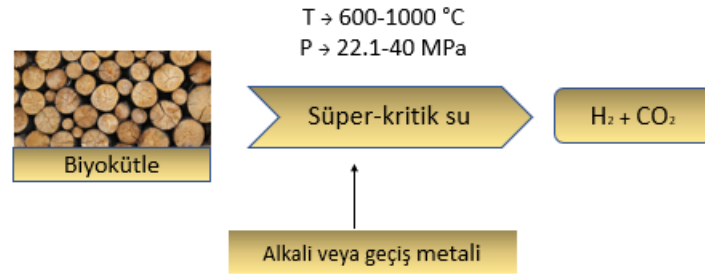 T → 600-1000 °C
P → 22.1-40 MPa
Süper-kritik su
H₂ + CO₂
Biyokütle
Alkali veya geçiş metali